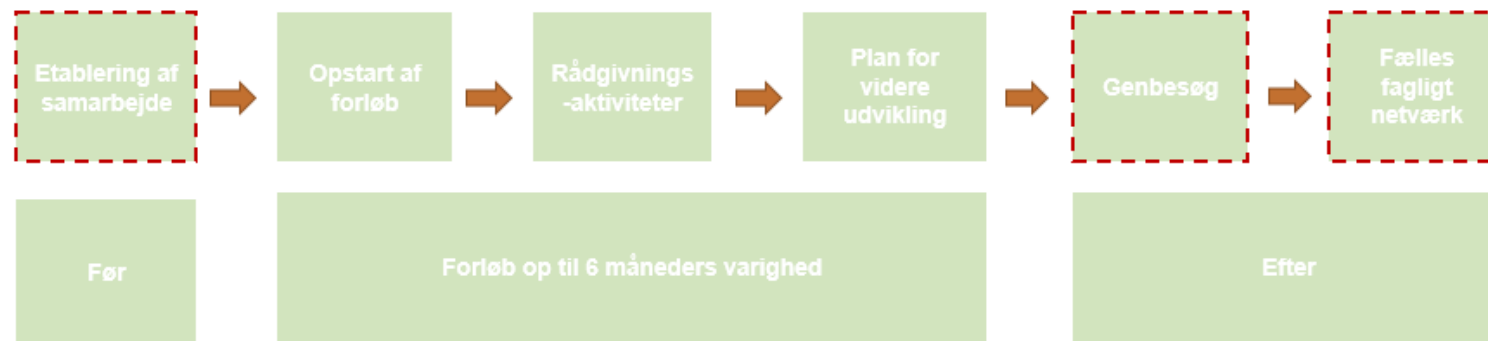 Etablering af
samarbejde
Opstart af
forløb
Rådgivnings
-aktiviteter
Plan for
videre
udvikling
Genbesøg
Fælles
fagligt
netværk
Før
Forløb op til 6 måneders varighed
Efter